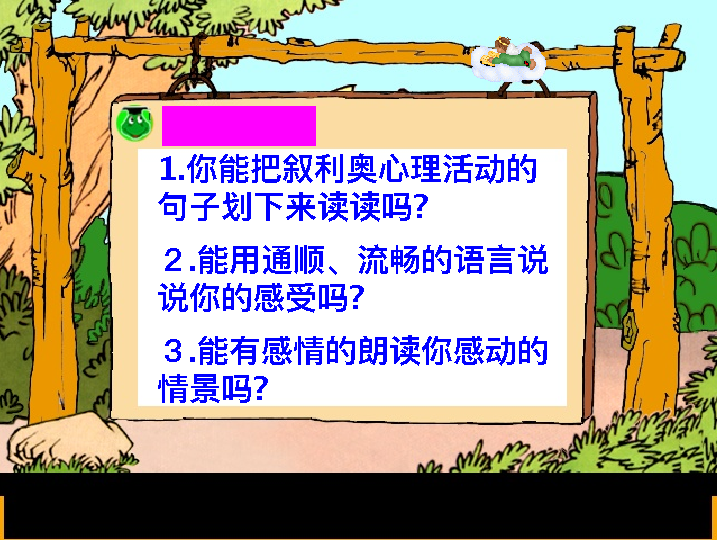 1.你能把叙利奥心理活动的
句子划下来读读吗?
２.能用通顺、流畅的语言说
说你的感受吗?
３.能有感情的朗读你感动的
情景吗?